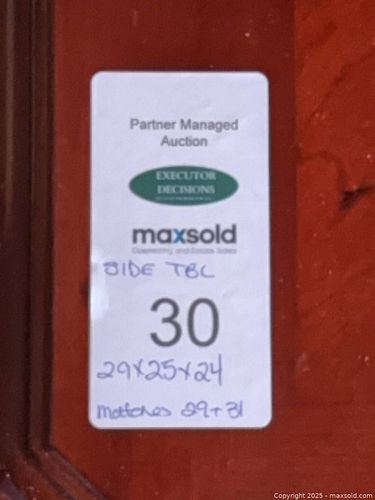 Partner Managed
Auction
EXECUTOR
DECISIONS
maxsold
Downsizing and Estate Sales
SIDE TBL
30
29x25x24
matches 29+31
Copyright © 2025 - maxsold.com